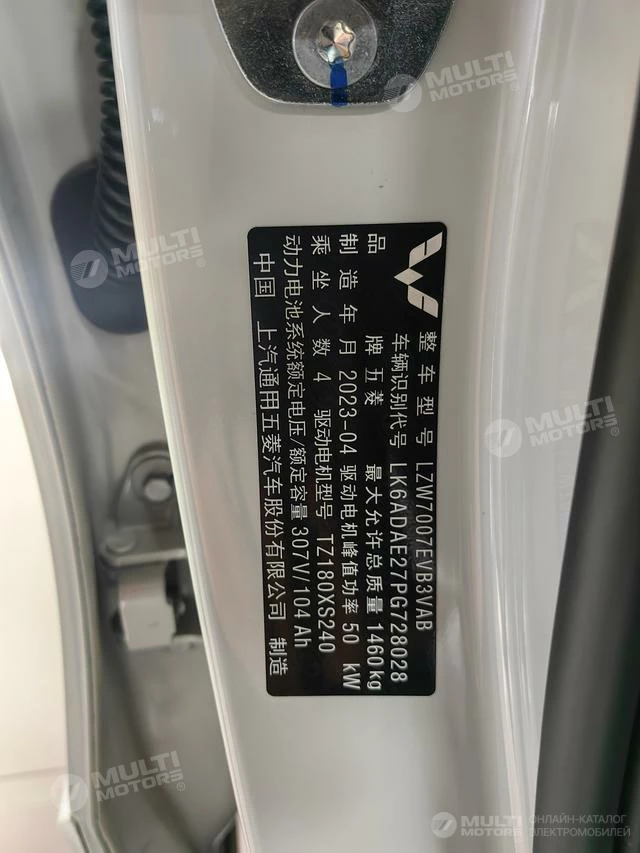 整车型号 LZW7007EVB3VAB
车辆识别代号 LK6ADAE27PG728028
品 牌 五菱 最大允许总质量 1460kg
制造年月 2023-04 驱动电机峰值功率 50 kW
乘坐人数 4 驱动电机型号 TZ180XS240
动力电池系统额定电压/额定容量 307V/104Ah
中国 上汽通用五菱汽车股份有限公司 制造
MULTI
MOTORS®
MULTI
MOTORS®
MULTI
MOTORS®
MULTI
MOTORS®
MULTI
MOTORS
ОНЛАЙН-КАТАЛОГ
ЭЛЕКТРОМОБИЛЕЙ